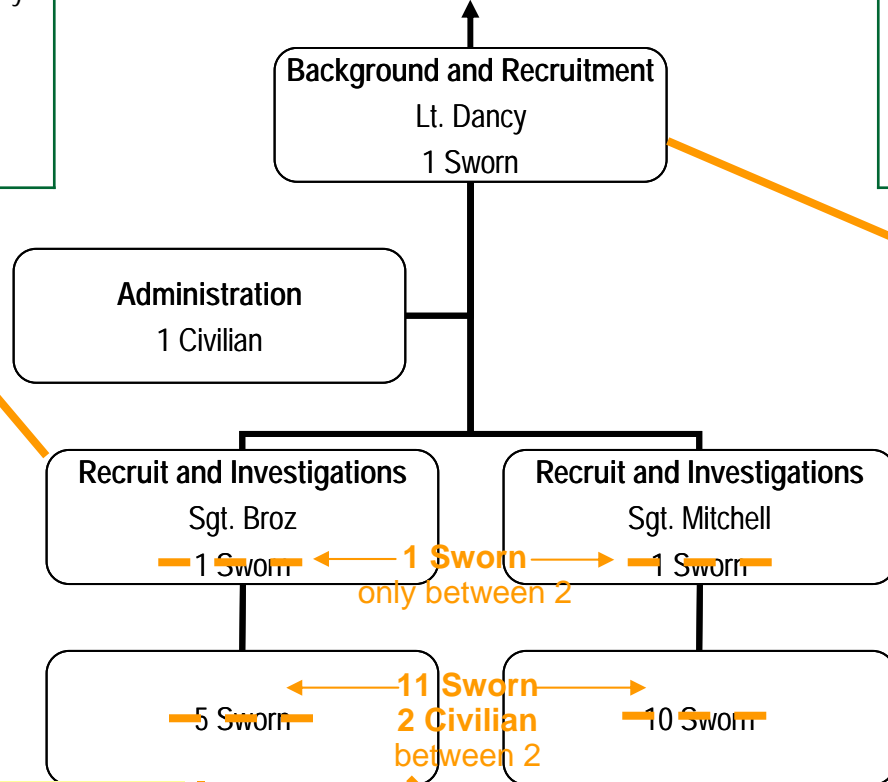 Background and Recruitment
Lt. Dancy
1 Sworn
Administration
1 Civilian
Recruit and Investigations
Sgt. Broz
1 Sworn
Recruit and Investigations
Sgt. Mitchell
1 Sworn
1 Sworn
only between 2
5 Sworn
11 Sworn
2 Civilian
between 2
10 Sworn